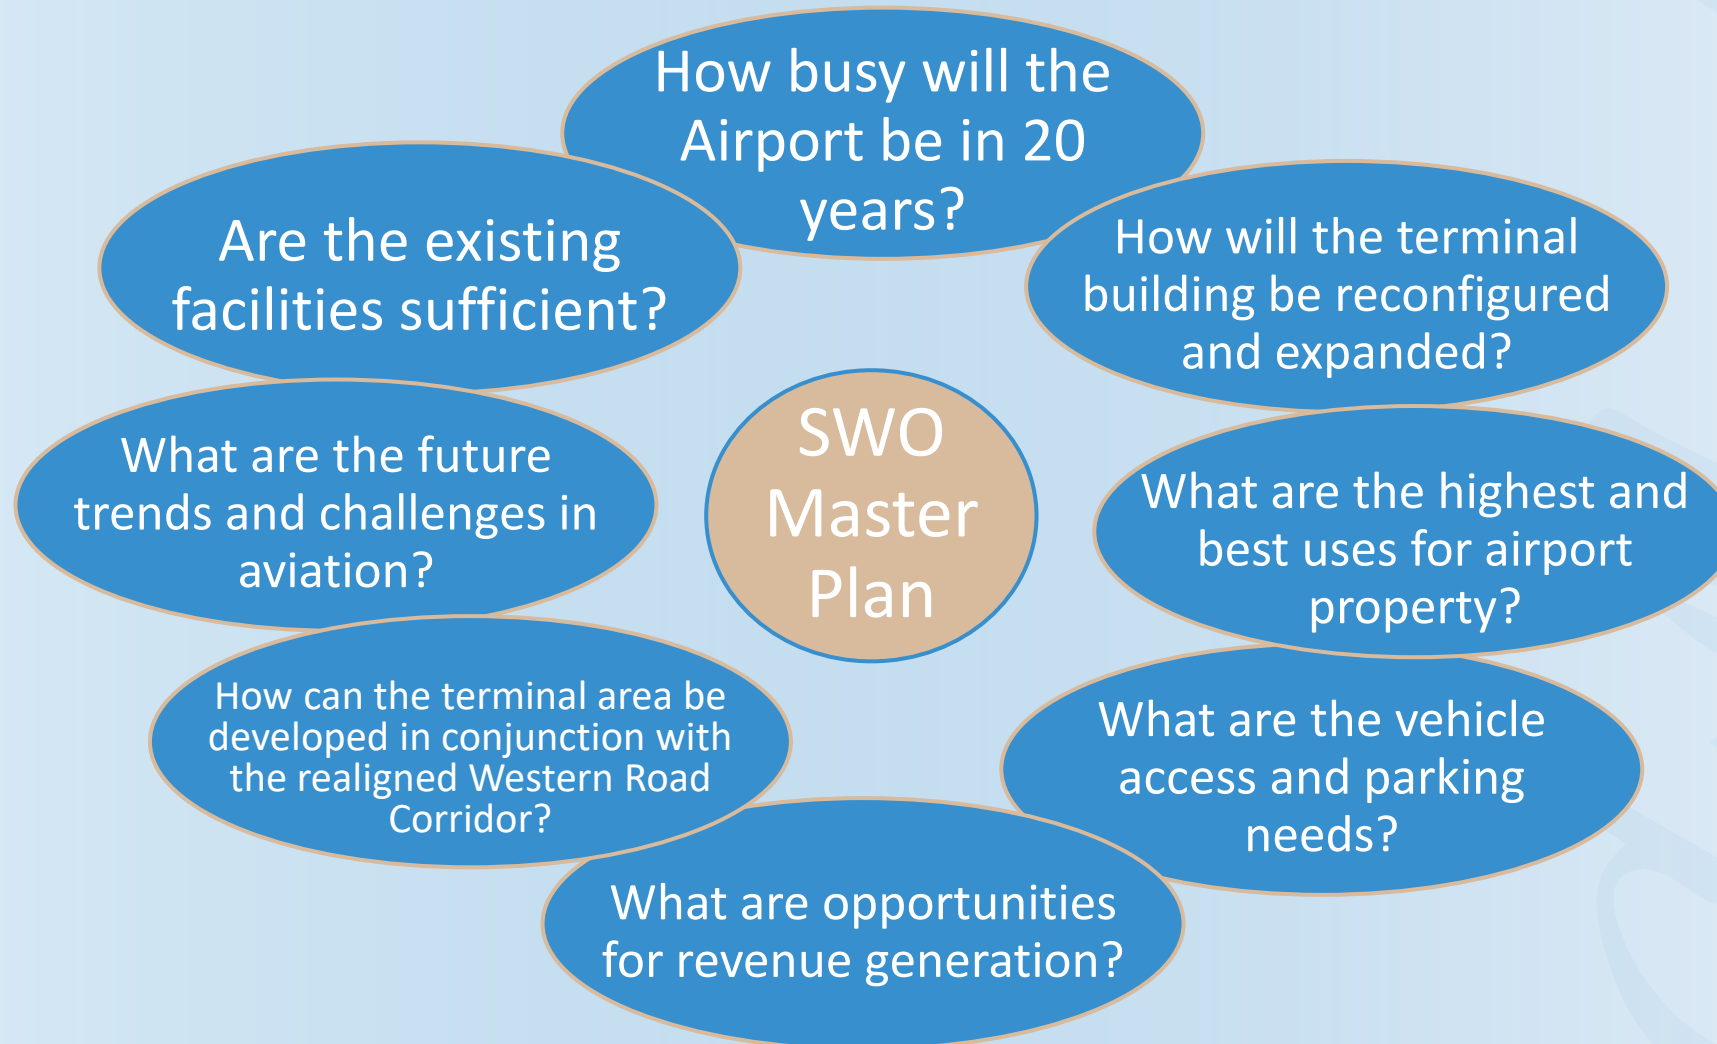 How busy will the
Airport be in 20
years?
How will the terminal
building be reconfigured
and expanded?
What are the highest and
best uses for airport
property?
What are the vehicle
access and parking
needs?
What are opportunities
for revenue generation?
How can the terminal area be
developed in conjunction with
the realigned Western Road
Corridor?
What are the future
trends and challenges in
aviation?
Are the existing
facilities sufficient?
SWO
Master
Plan